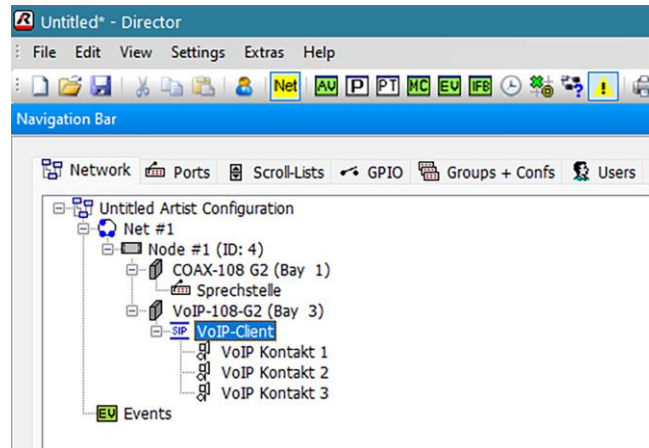 R Untitled* - Director
File Edit View Settings Extras Help
Net AV P PT MC EV IFB
Navigation Bar
Network Ports Scroll-Lists GPIO Groups + Confs Users
Untitled Artist Configuration
Net #1
Node #1 (ID: 4)
COAX-108 G2 (Bay 1)
Sprechstelle
VoIP-108-G2 (Bay 3)
SIP VoIP-Client
VoIP Kontakt 1
VoIP Kontakt 2
VoIP Kontakt 3
EV Events